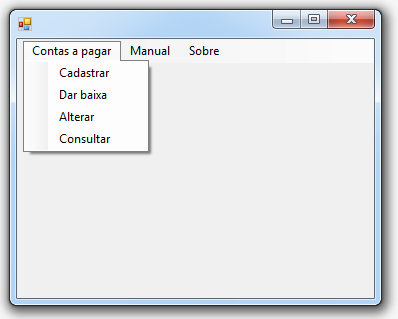 Contas a pagar Manual Sobre
Cadastrar
Dar baixa
Alterar
Consultar